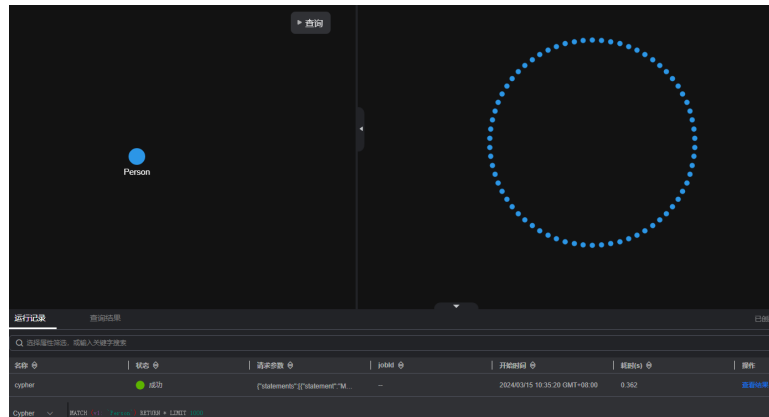 查询
Person
运行记录 查询结果
选择属性筛选，或输入关键字搜索
名称 状态 请求参数 jobId 开始时间 耗时(s) 操作
cypher 成功 {"statements":[{"statement":"M... -- 2024/03/15 10:35:20 GMT+08:00 0.362 查看结果
Cypher MATCH Person RETURN * LIMIT